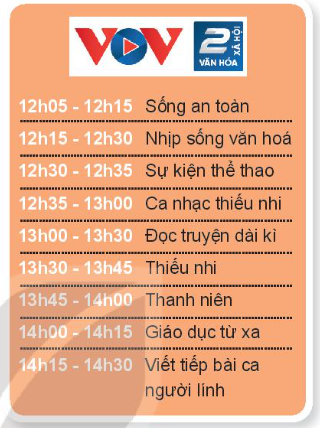 VOV 2 VĂN HÓA XÃ HỘI
12h05 - 12h15 Sống an toàn
12h15 - 12h30 Nhịp sống văn hoá
12h30 - 12h35 Sự kiện thể thao
12h35 - 13h00 Ca nhạc thiếu nhi
13h00 - 13h30 Đọc truyện dài kì
13h30 - 13h45 Thiếu nhi
13h45 - 14h00 Thanh niên
14h00 - 14h15 Giáo dục từ xa
14h15 - 14h30 Viết tiếp bài ca
người lính